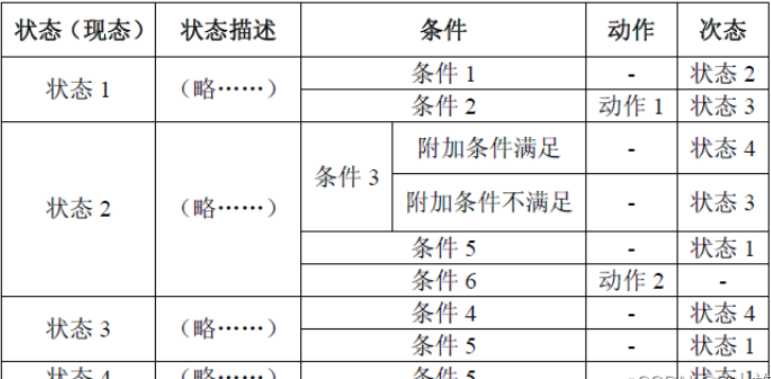 状态（现态） 状态描述 条件 动作 次态
状态 1 （略……） 条件 1 - 状态 2
条件 2 动作 1 状态 3
状态 2 （略……） 条件 3 附加条件满足 - 状态 4
附加条件不满足 - 状态 3
条件 5 - 状态 1
条件 6 动作 2 -
状态 3 （略……） 条件 4 - 状态 4
条件 5 - 状态 1
状态 4 （略……） 条件 5